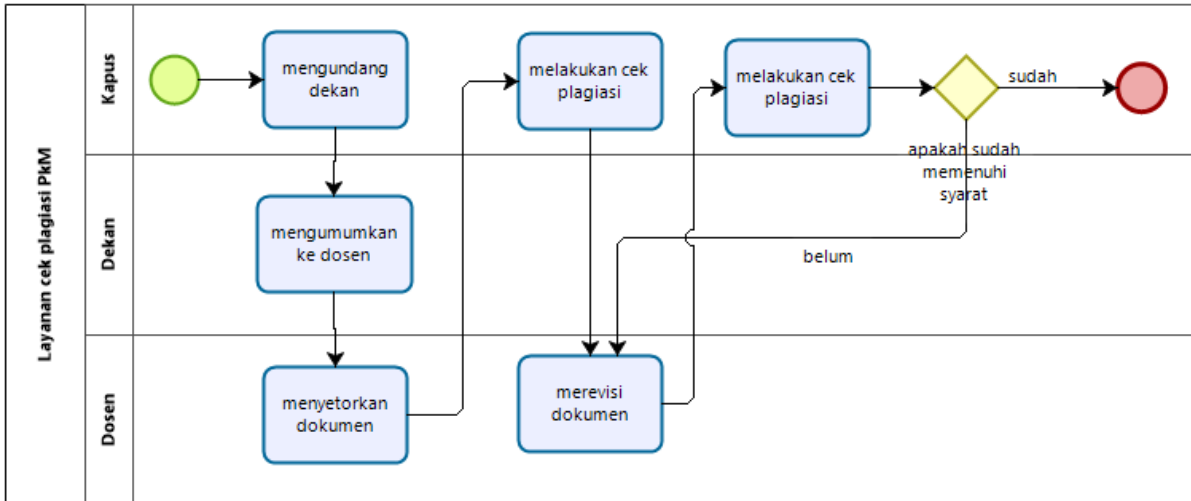 Layanan cek plagiasi PkM
Kapus
mengundang
dekan
melakukan cek
plagiasi
melakukan cek
plagiasi
sudah
apakah sudah
memenuhi
syarat
Dekan
mengumumkan
ke dosen
belum
Dosen
menyetorkan
dokumen
merevisi
dokumen